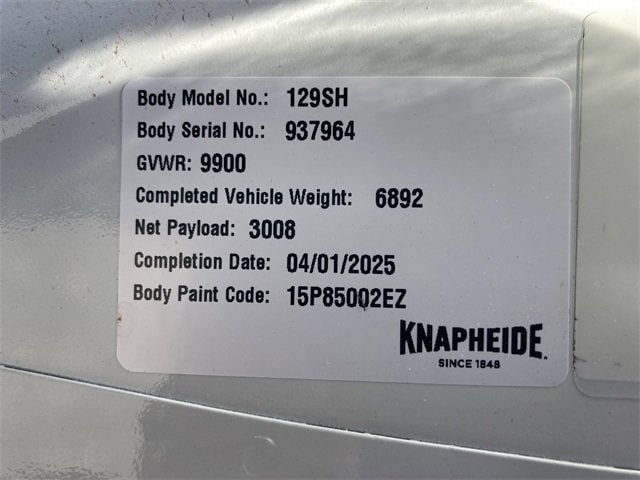 Body Model No.: 129SH
Body Serial No.: 937964
GVWR: 9900
Completed Vehicle Weight: 6892
Net Payload: 3008
Completion Date: 04/01/2025
Body Paint Code: 15P85002EZ
KNAPHEIDE.
SINCE 1848